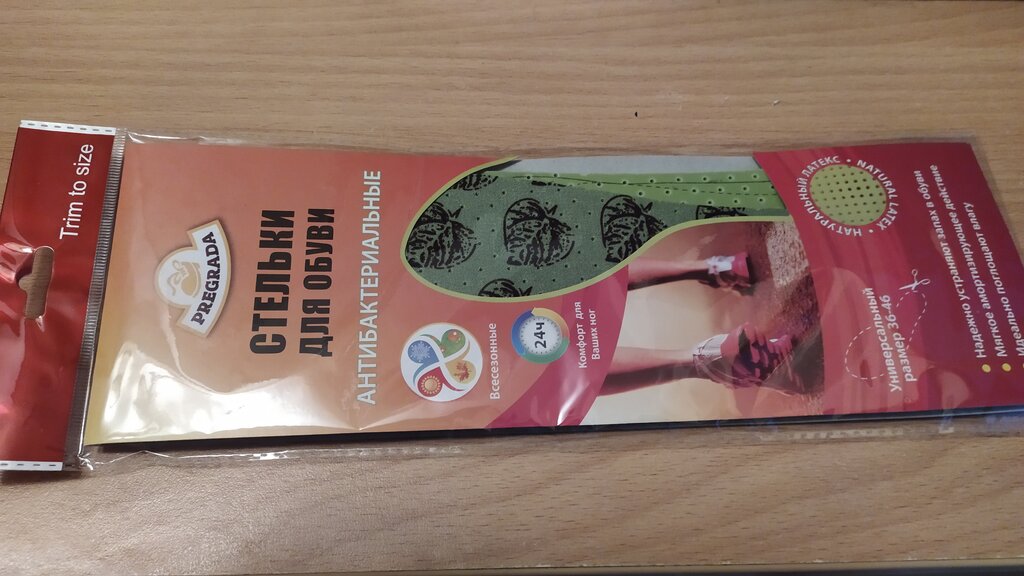 Trim to size
PREGRADA
СТЕЛЬКИ
ДЛЯ ОБУВИ
АНТИБАКТЕРИАЛЬНЫЕ
Всесезонные
24ч
Комфорт для
Ваших ног
НАТУРАЛЬНЫЙ ЛАТЕКС • NATURAL LATEX •
Универсальный
размер 36-46
Надежно устраняют запах в обуви
Мягкое амортизирующее действие
Идеально поглощают влагу